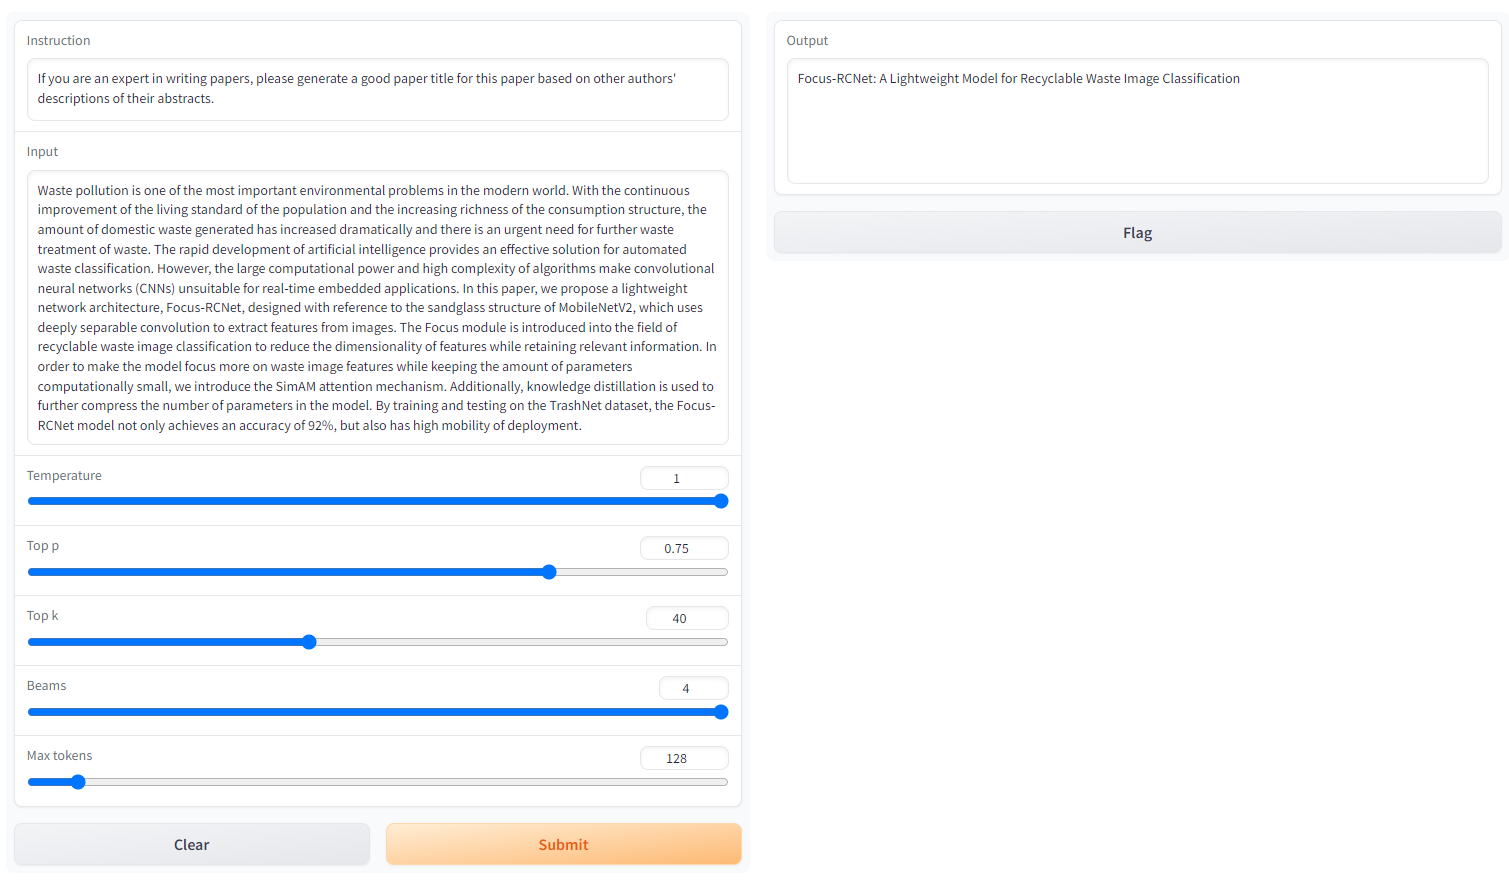 Instruction
If you are an expert in writing papers, please generate a good paper title for this paper based on other authors'
descriptions of their abstracts.
Input
Waste pollution is one of the most important environmental problems in the modern world. With the continuous
improvement of the living standard of the population and the increasing richness of the consumption structure, the
amount of domestic waste generated has increased dramatically and there is an urgent need for further waste
treatment of waste. The rapid development of artificial intelligence provides an effective solution for automated
waste classification. However, the large computational power and high complexity of algorithms make convolutional
neural networks (CNNs) unsuitable for real-time embedded applications. In this paper, we propose a lightweight
network architecture, Focus-RCNet, designed with reference to the sandglass structure of MobileNetV2, which uses
deeply separable convolution to extract features from images. The Focus module is introduced into the field of
recyclable waste image classification to reduce the dimensionality of features while retaining relevant information. In
order to make the model focus more on waste image features while keeping the amount of parameters
computationally small, we introduce the SimAM attention mechanism. Additionally, knowledge distillation is used to
further compress the number of parameters in the model. By training and testing on the TrashNet dataset, the Focus-
RCNet model not only achieves an accuracy of 92%, but also has high mobility of deployment.
Temperature
1
Top p
0.75
Top k
40
Beams
4
Max tokens
128
Clear
Submit
Output
Focus-RCNet: A Lightweight Model for Recyclable Waste Image Classification
Flag